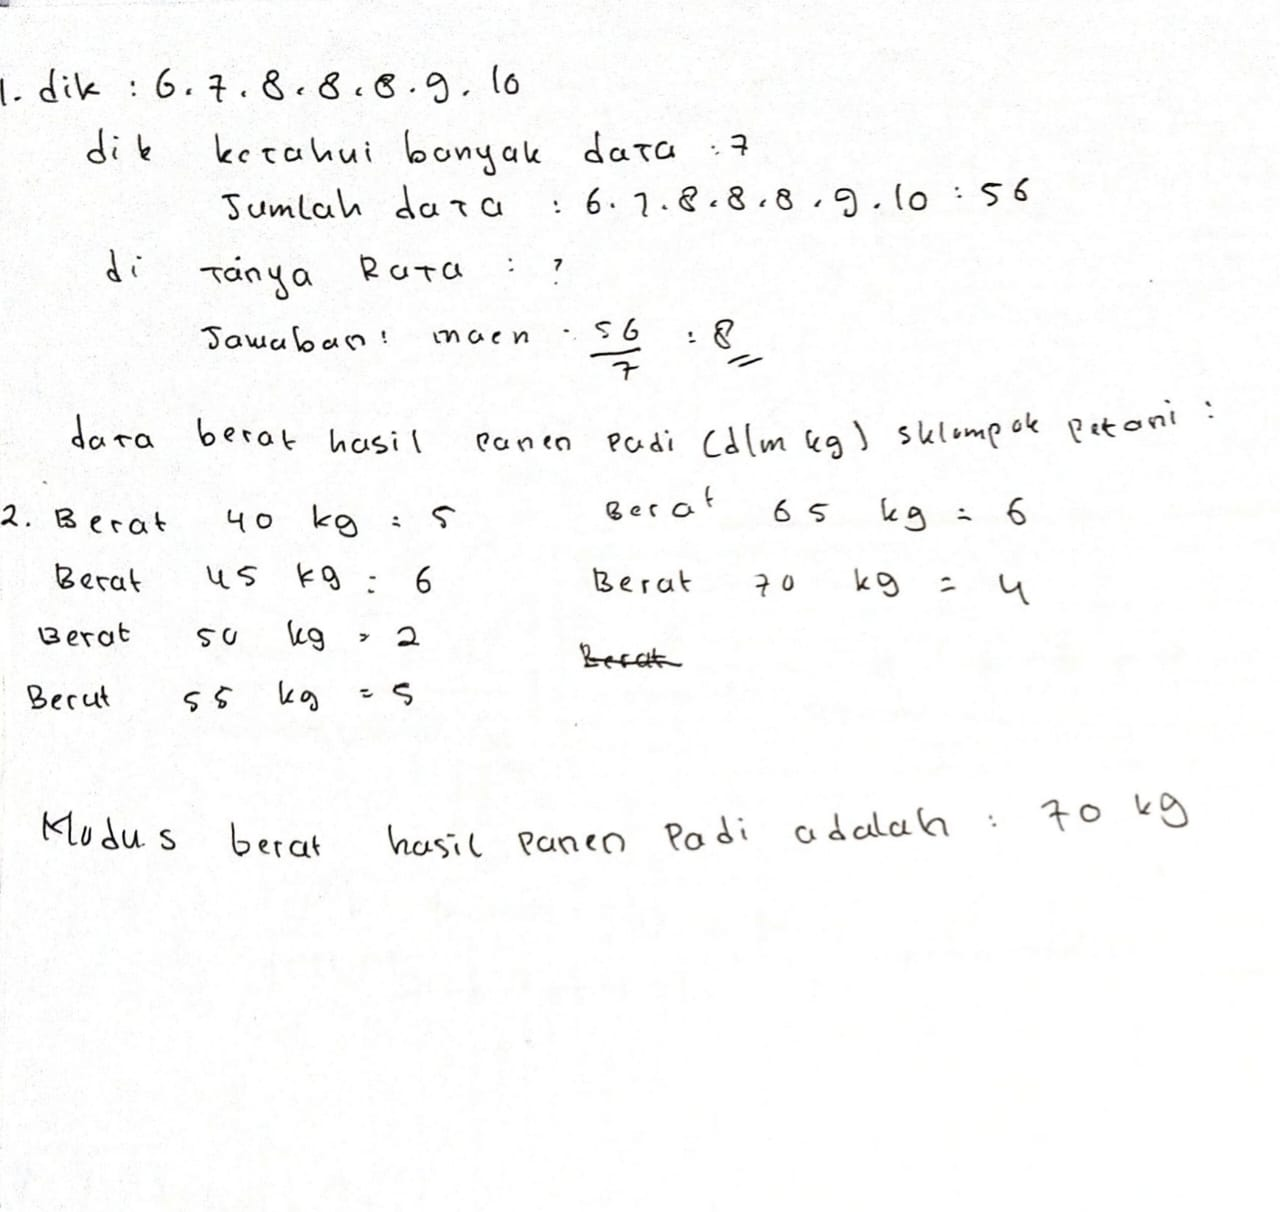 1. dik : 6.7.8.8.8.9.10
dik ketahui banyak data : 7
Jumlah data : 6.7.8.8.8.9.10 : 56
di tanya Rata : ?
Jawaban : maen . 56/7 : 8
data berat hasil panen padi (dlm kg) sklompok petani :
2. Berat 40 kg = 5 Berat 65 kg = 6
Berat 45 kg : 6 Berat 70 kg = 4
Berat 50 kg = 2 Berat
Berat 55 kg = 5
Modus berat hasil Panen Padi adalah : 70 kg